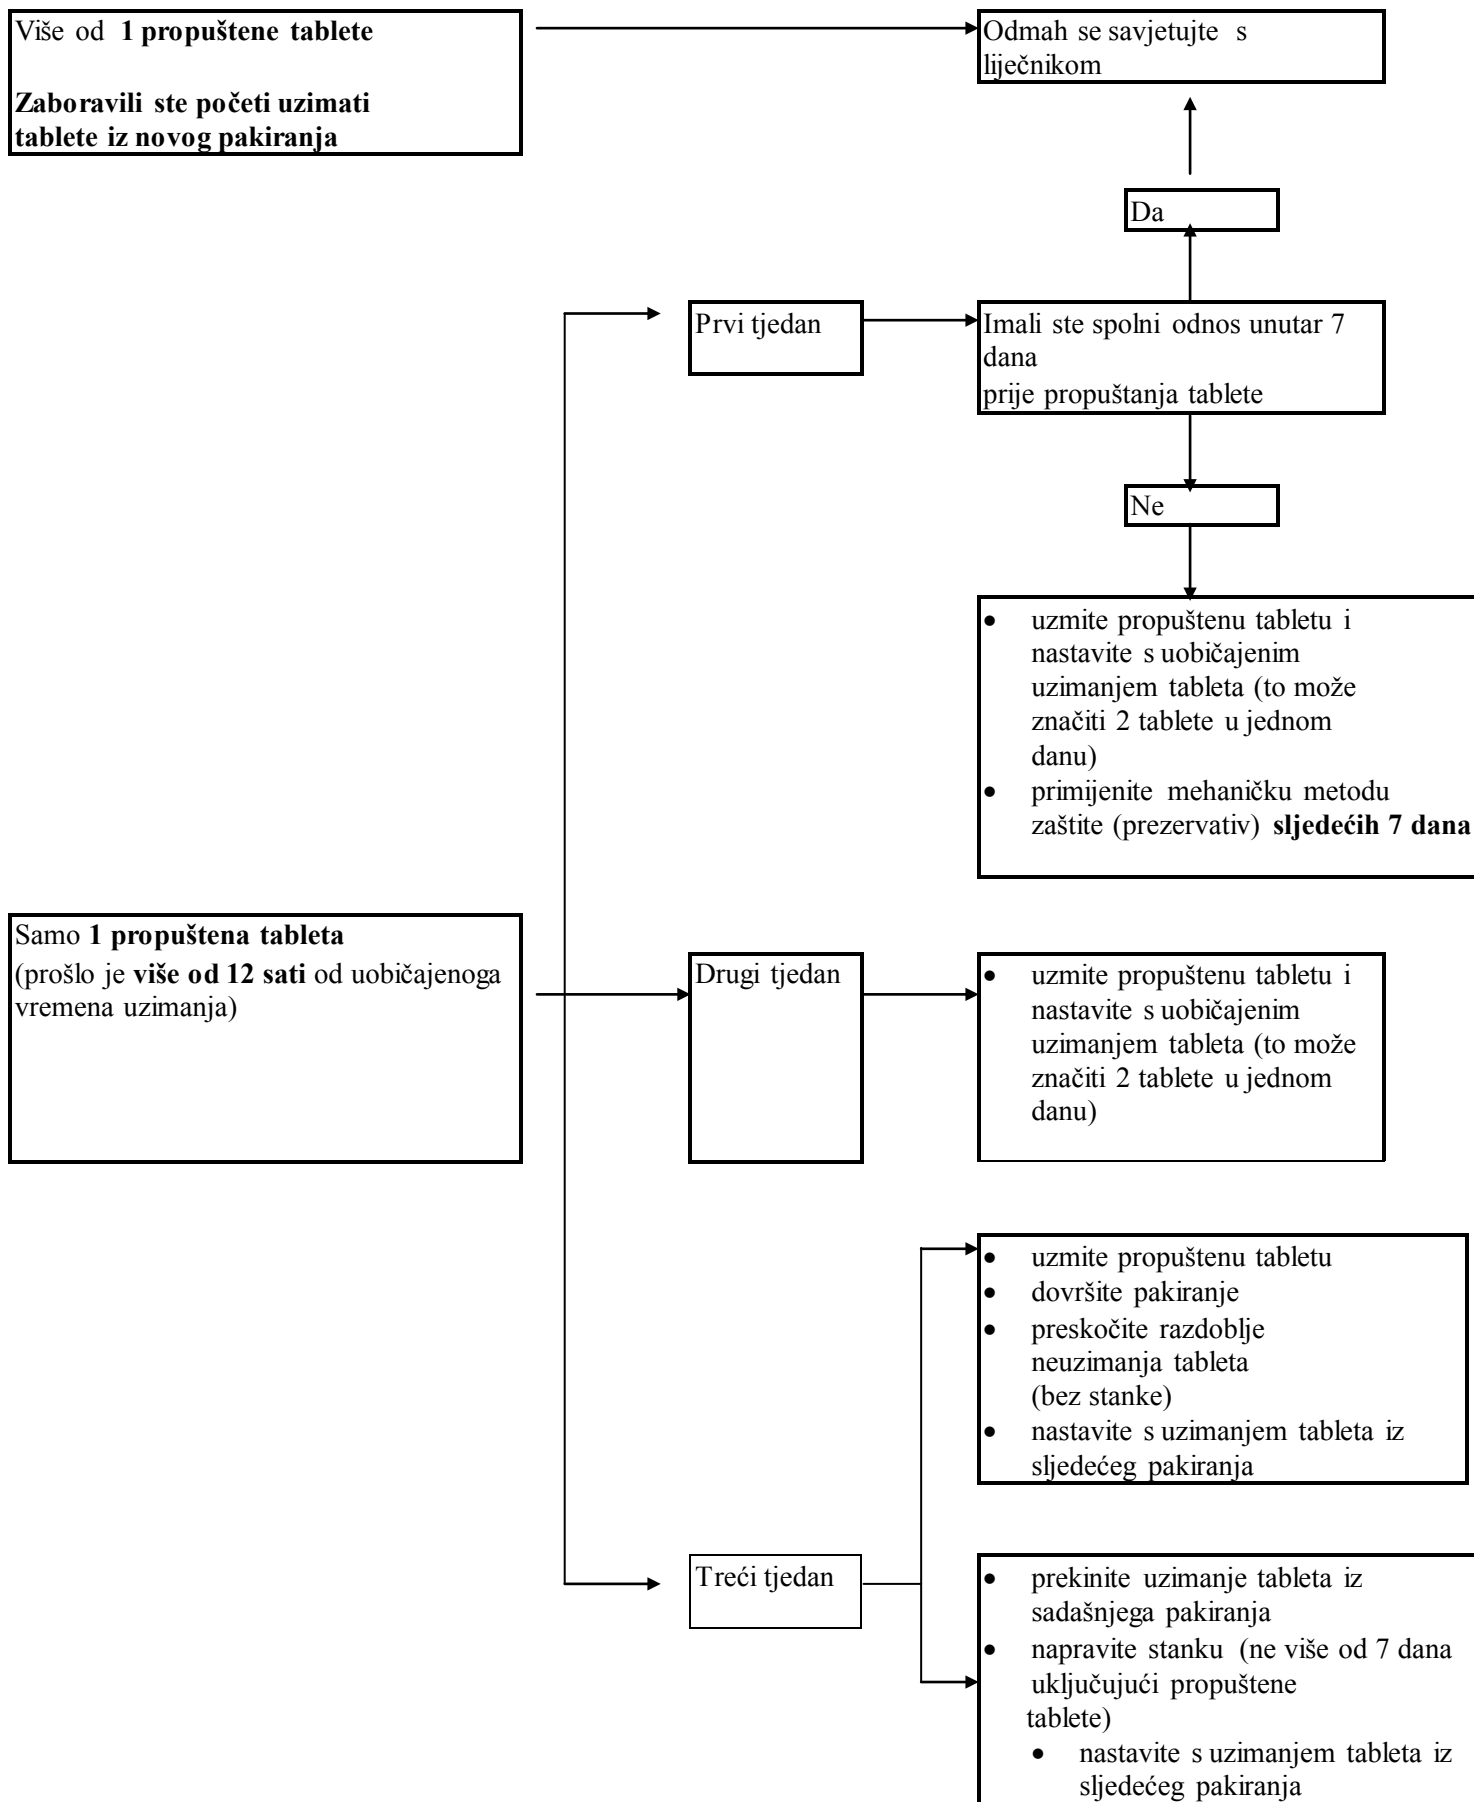 Više od 1 propuštene tablete
Zaboravili ste početi uzimati
tablete iz novog pakiranja
Odmah se savjetujte s
liječnikom
Da
Prvi tjedan
Imali ste spolni odnos unutar 7
dana
prije propuštanja tablete
Ne
• uzmite propuštenu tabletu i
nastavite s uobičajenim
uzimanjem tableta (to može
značiti 2 tablete u jednom
danu)
• primijenite mehaničku metodu
zaštite (prezervativ) sljedećih 7 dana
Samo 1 propuštena tableta
(prošlo je više od 12 sati od uobičajenoga
vremena uzimanja)
Drugi tjedan
• uzmite propuštenu tabletu i
nastavite s uobičajenim
uzimanjem tableta (to može
značiti 2 tablete u jednom
danu)
• uzmite propuštenu tabletu
• dovršite pakiranje
• preskočite razdoblje
neuzimanja tableta
(bez stanke)
• nastavite s uzimanjem tableta iz
sljedećeg pakiranja
Treći tjedan
• prekinite uzimanje tableta iz
sadašnjega pakiranja
• napravite stanku (ne više od 7 dana
uključujući propuštene
tablete)
• nastavite s uzimanjem tableta iz
sljedećeg pakiranja